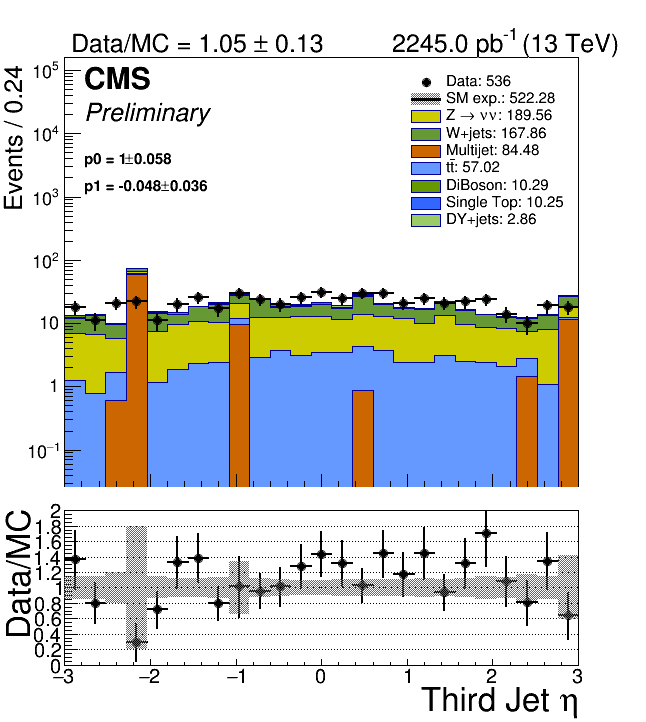 Data/MC = 1.05 ± 0.13 2245.0 pb⁻¹ (13 TeV)
CMS
Preliminary
p0 = 1±0.058
p1 = -0.048±0.036
Data: 536
SM exp.: 522.28
Z → νν: 189.56
W+jets: 167.86
Multijet: 84.48
tt̄: 57.02
DiBoson: 10.29
Single Top: 10.25
DY+jets: 2.86
Events / 0.24
10⁵
10⁴
10³
10²
10
1
10⁻¹
Data/MC
2
1.8
1.6
1.4
1.2
1
0.8
0.6
0.4
0.2
0
−3 −2 −1 0 1 2 3
Third Jet η